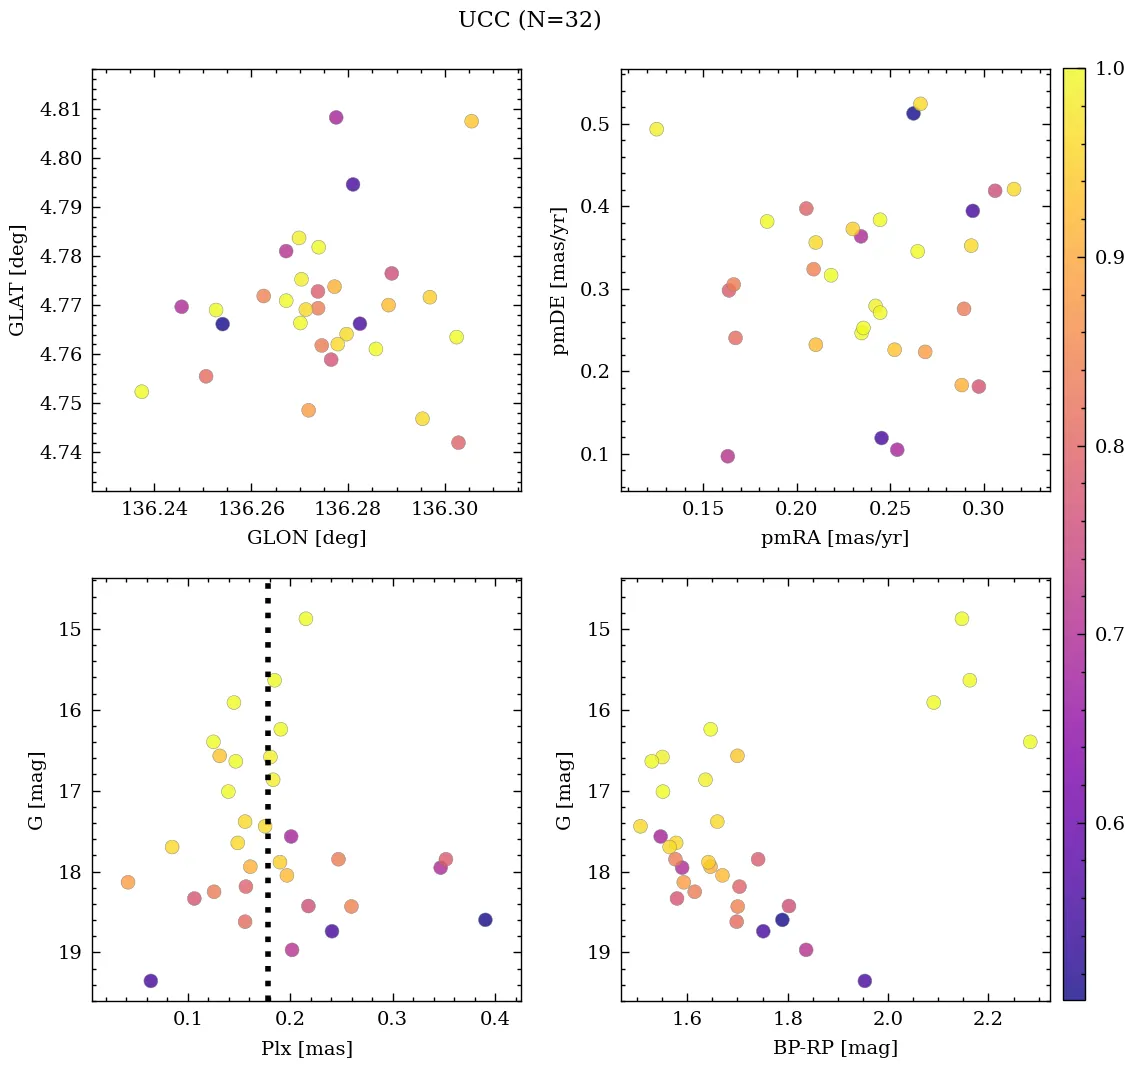 UCC (N=32)
4.81
4.80
4.79
4.78
4.77
4.76
4.75
4.74
GLAT [deg]
136.24 136.26 136.28 136.30
GLON [deg]
0.5
0.4
0.3
0.2
0.1
pmDE [mas/yr]
0.15 0.20 0.25 0.30
pmRA [mas/yr]
15
16
17
18
19
G [mag]
0.1 0.2 0.3 0.4
Plx [mas]
15
16
17
18
19
G [mag]
1.6 1.8 2.0 2.2
BP-RP [mag]
1.0
0.9
0.8
0.7
0.6